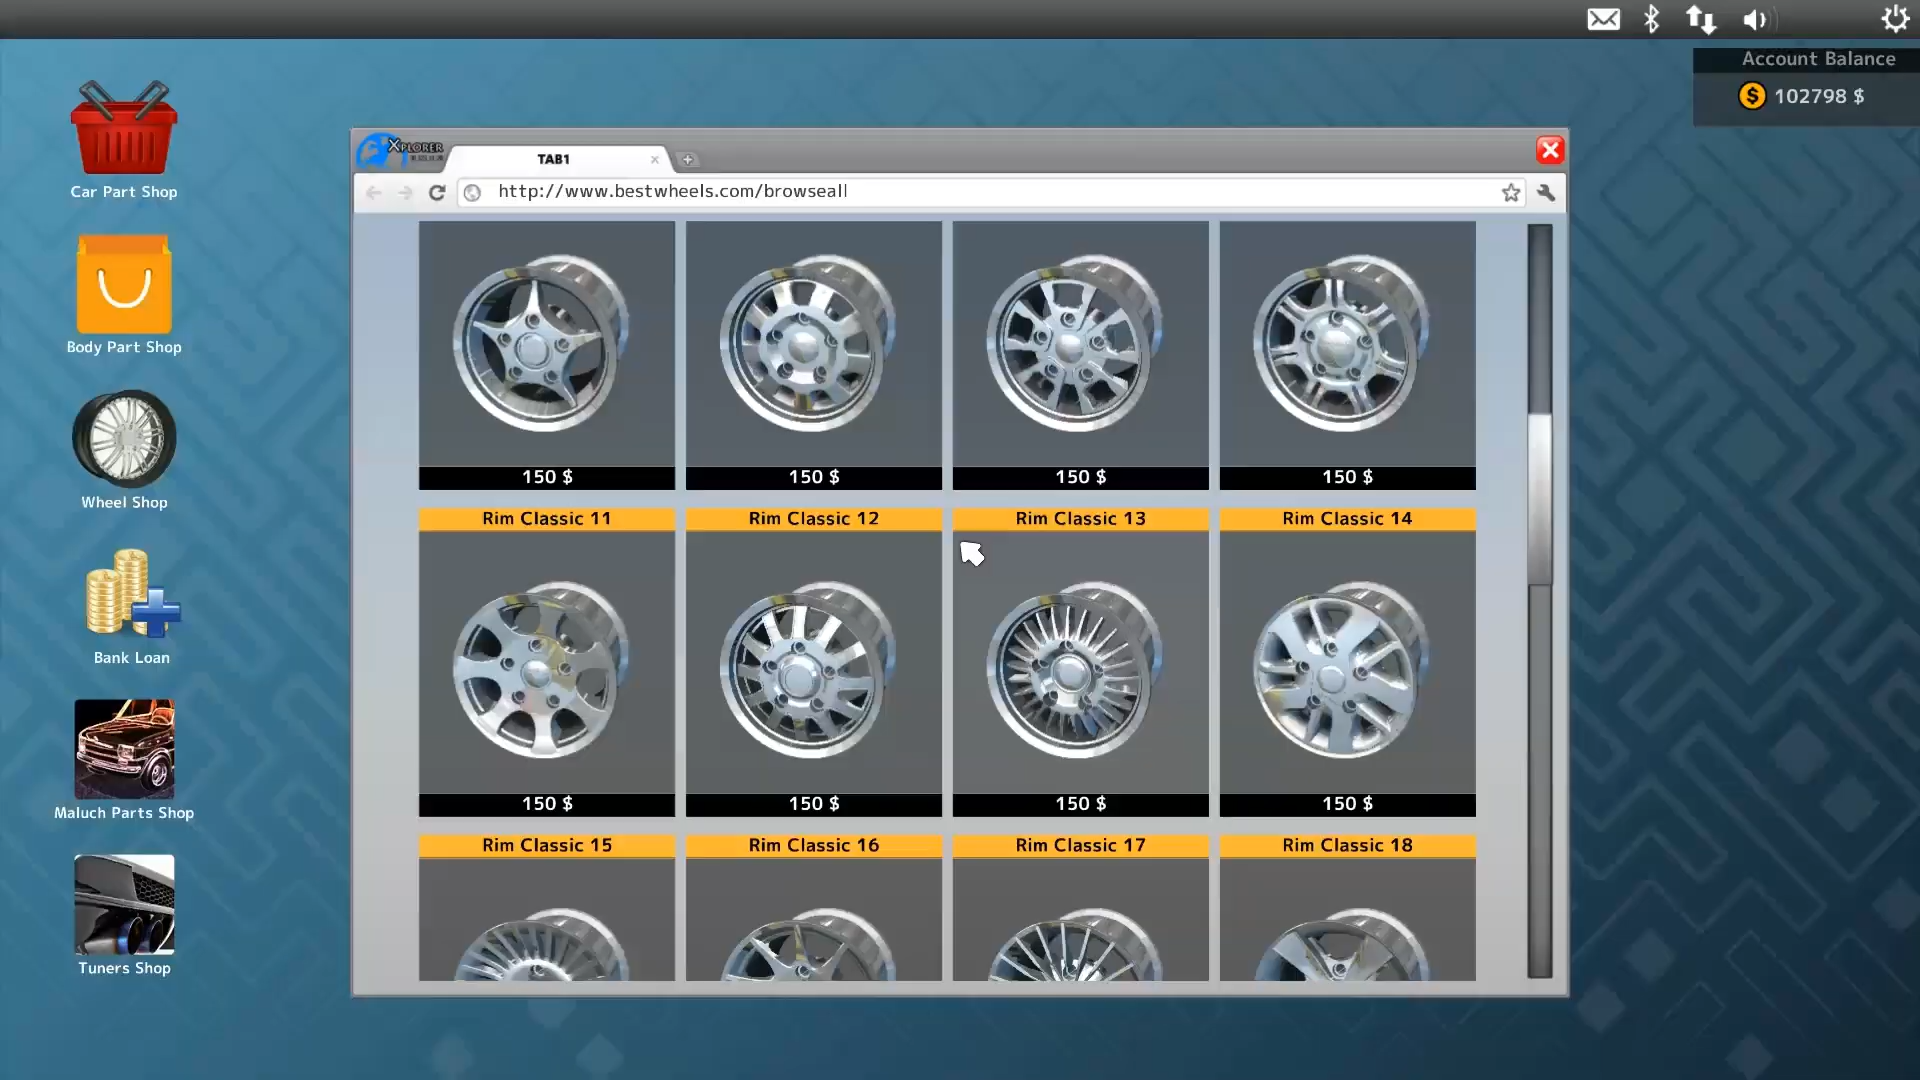 Account Balance
102798 $
Car Part Shop
Body Part Shop
Wheel Shop
Bank Loan
Maluch Parts Shop
Tuners Shop
XPLORER
TAB1
http://www.bestwheels.com/browseall
150 $ 150 $ 150 $ 150 $
Rim Classic 11 Rim Classic 12 Rim Classic 13 Rim Classic 14
150 $ 150 $ 150 $ 150 $
Rim Classic 15 Rim Classic 16 Rim Classic 17 Rim Classic 18